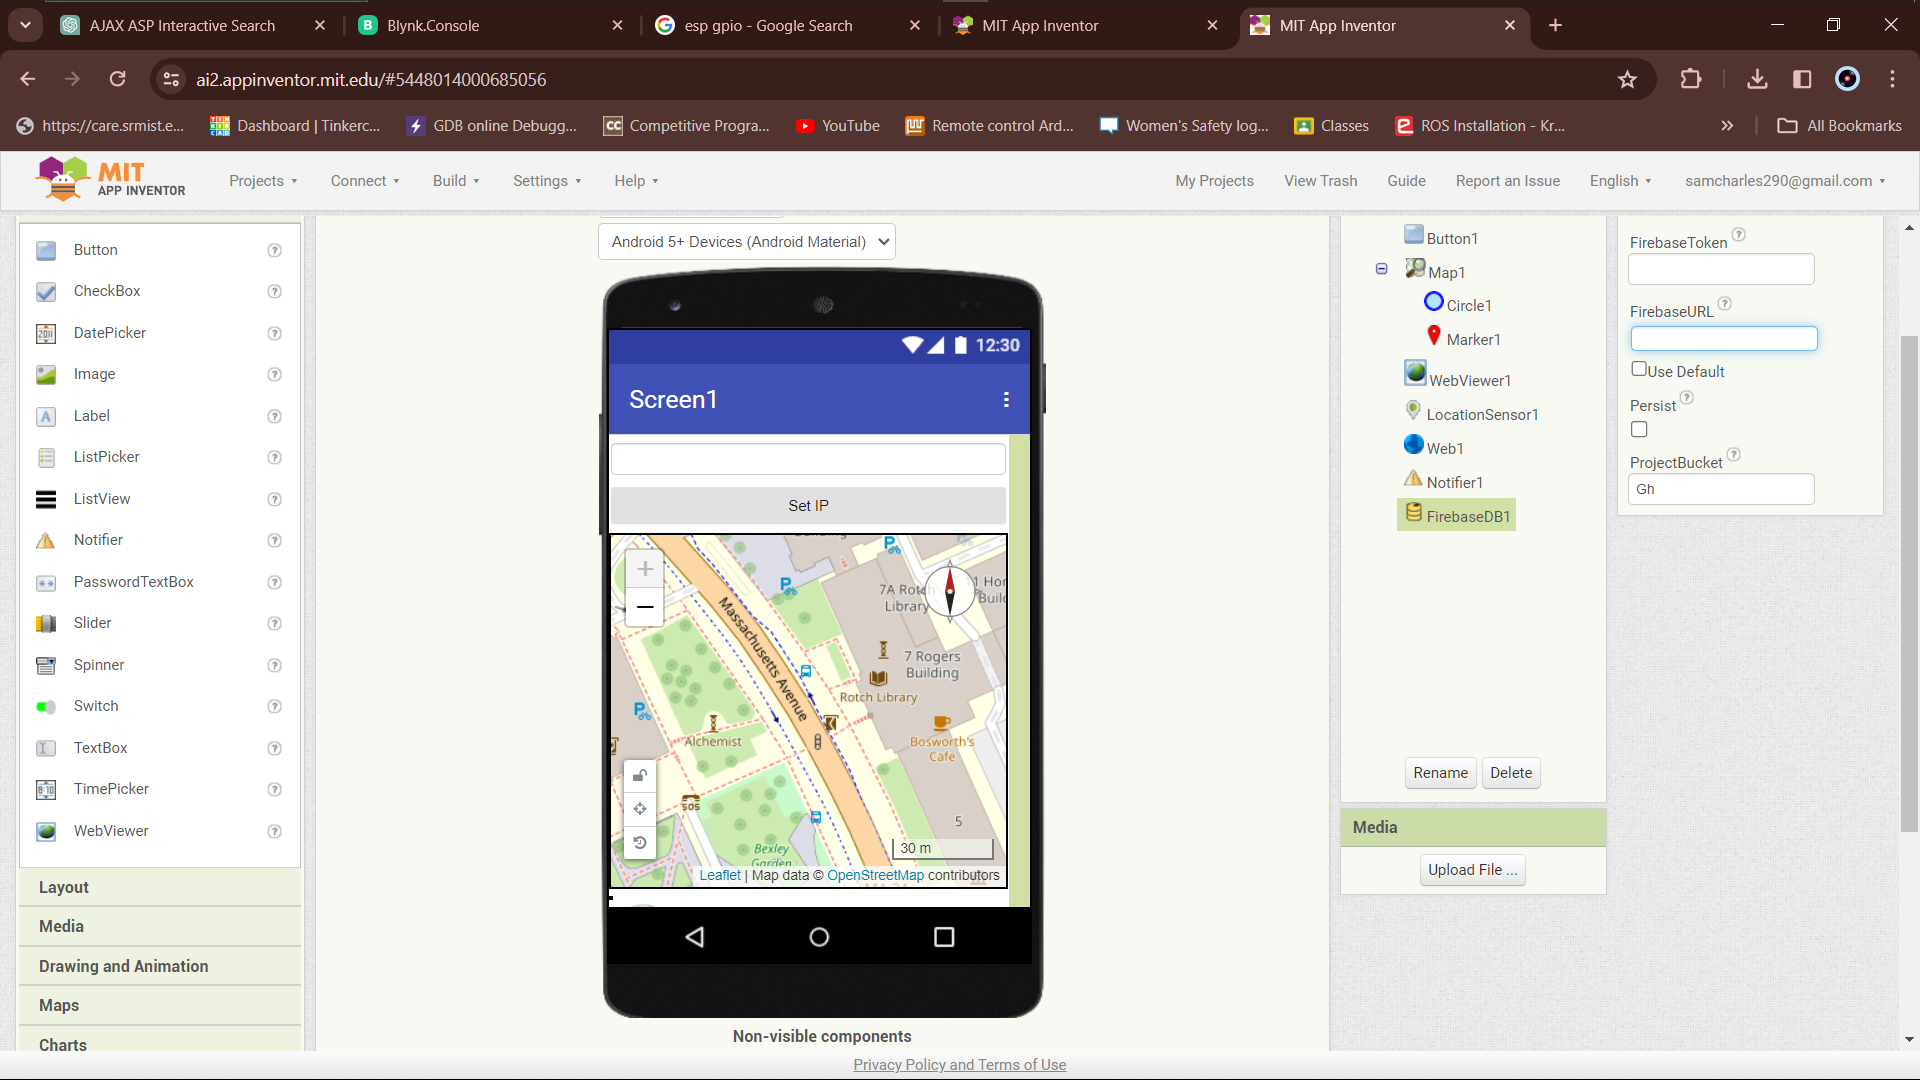 AJAX ASP Interactive Search
Blynk.Console
esp gpio - Google Search
MIT App Inventor
MIT App Inventor
ai2.appinventor.mit.edu/#5448014000685056
https://care.srmist.e...
Dashboard | Tinkerc...
GDB online Debugg...
Competitive Progra...
YouTube
Remote control Ard...
Women's Safety log...
Classes
ROS Installation - Kr...
All Bookmarks
MIT
APP INVENTOR
Projects
Connect
Build
Settings
Help
My Projects
View Trash
Guide
Report an Issue
English
samcharles290@gmail.com
Button
CheckBox
DatePicker
Image
Label
ListPicker
ListView
Notifier
PasswordTextBox
Slider
Spinner
Switch
TextBox
TimePicker
WebViewer
Layout
Media
Drawing and Animation
Maps
Charts
Android 5+ Devices (Android Material)
12:30
Screen1
Set IP
Massachusetts Avenue
7A Rotch
Library
7 Rogers
Building
Rotch Library
Bosworth's
Cafe
Alchemist
SOS
5
Bexley
Garden
30 m
Leaflet | Map data © OpenStreetMap contributors
Non-visible components
Button1
Map1
Circle1
Marker1
WebViewer1
LocationSensor1
Web1
Notifier1
FirebaseDB1
Rename
Delete
Media
Upload File ...
FirebaseToken
FirebaseURL
Use Default
Persist
ProjectBucket
Gh
Privacy Policy and Terms of Use